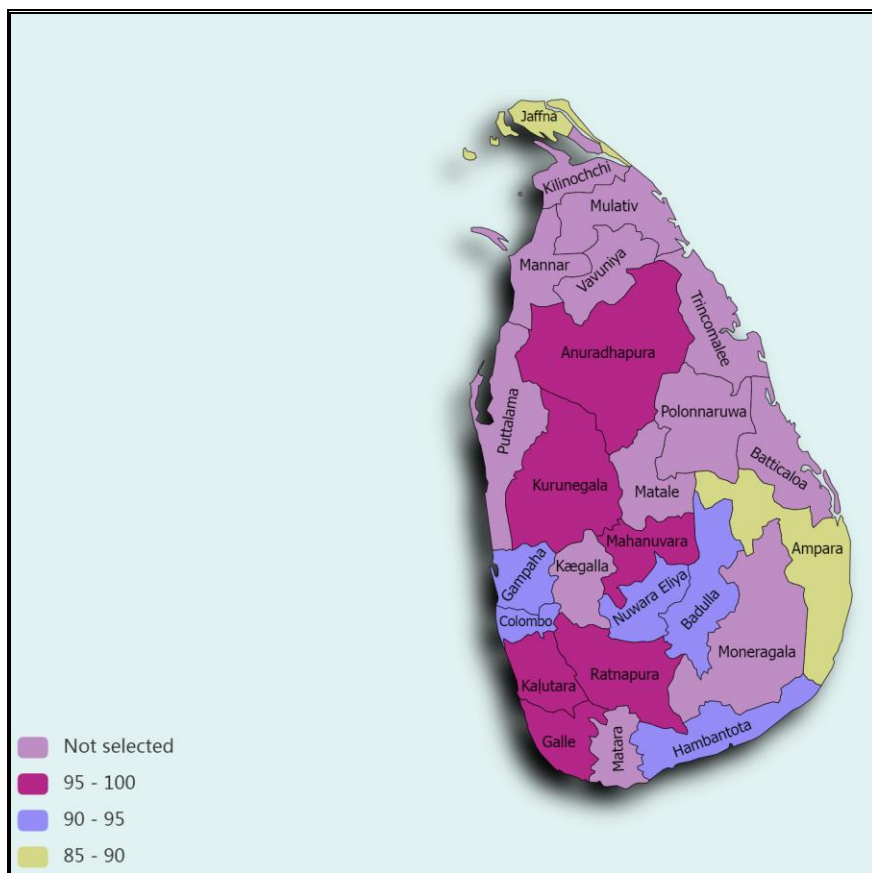 Jaffna
Kilinochchi
Mulativ
Mannar
Vavuniya
Trincomalee
Anuradhapura
Puttalama
Polonnaruwa
Batticaloa
Kurunegala
Matale
Mahanuvara
Ampara
Gampaha
Kægalla
Nuwara Eliya
Badulla
Colombo
Moneragala
Ratnapura
Kaḷutara
Galle
Matara
Hambantota
Not selected
95 - 100
90 - 95
85 - 90